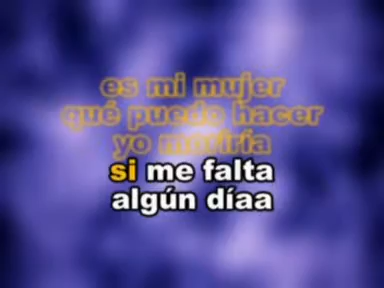 es mi mujer
qué puedo hacer
yo moriría
si me falta
algún díaa